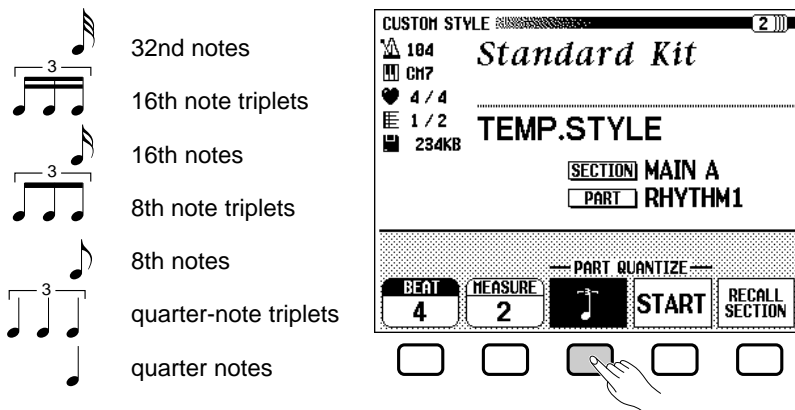 32nd notes
3
16th note triplets
16th notes
3
8th note triplets
8th notes
3
quarter-note triplets
quarter notes
CUSTOM STYLE 2
104 Standard Kit
CM7
4/4
1/2 TEMP.STYLE
234KB
SECTION MAIN A
PART RHYTHM1
PART QUANTIZE
BEAT MEASURE 3 START RECALL
4 2 SECTION